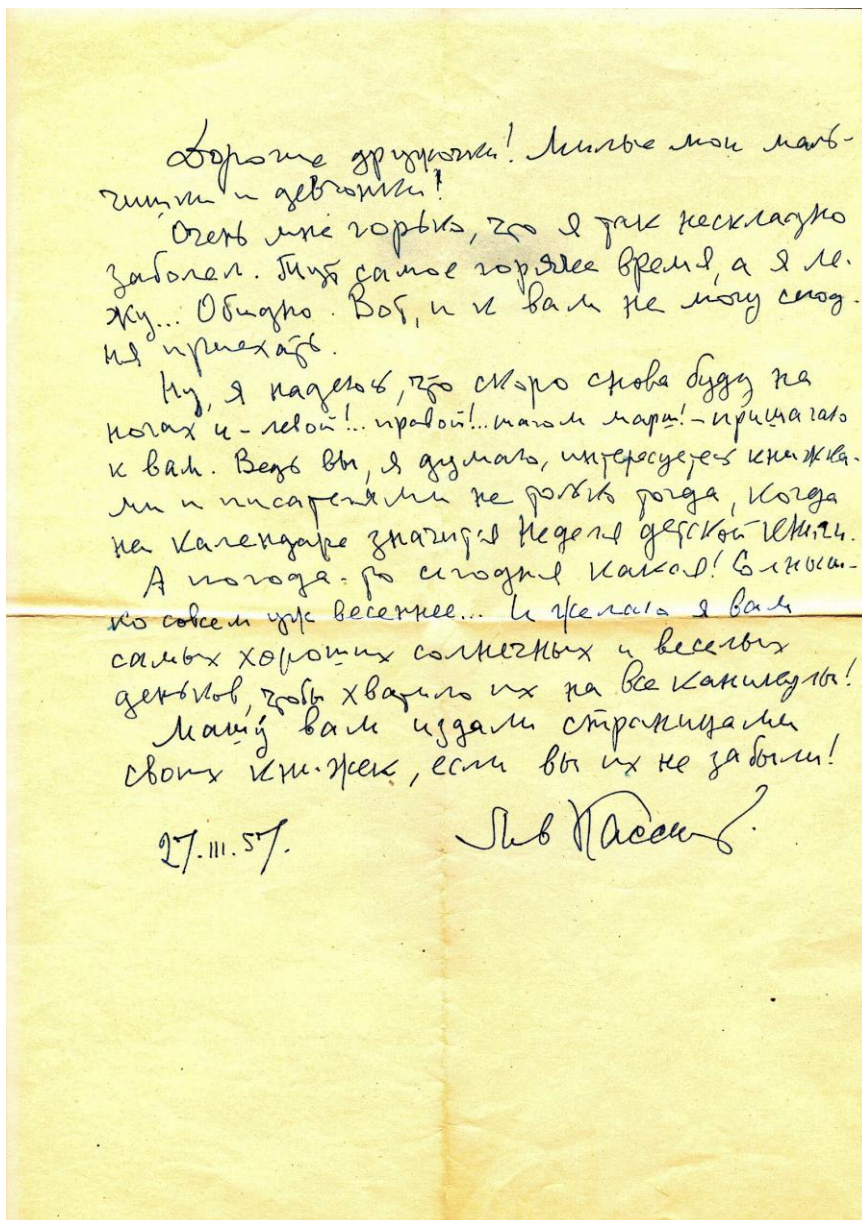 Дорогие дружочки! Милые мои маль-
чишки и девчонки!
Очень мне горько, что я так нескладно
заболел. Тут самое горячее время, а я ле-
жу... Обидно. Вот, и к вам не могу сегод-
ня приехать.
Ну, я надеюсь, что скоро снова буду на
ногах и - левой!.. правой!.. шагом марш! - пришагаю
к вам. Ведь вы, я думаю, интересуетесь книжка-
ми и писателями не только тогда, когда
на календаре значится Неделя детской книги.
А погода-то сегодня какая! Солныш-
ко совсем уж весеннее... И желаю я вам
самых хороших солнечных и веселых
деньков, чтобы хватило их на все каникулы!
Машу́ вам издали страницами
своих книжек, если вы их не забыли!
27.III.57. Лев Кассиль.